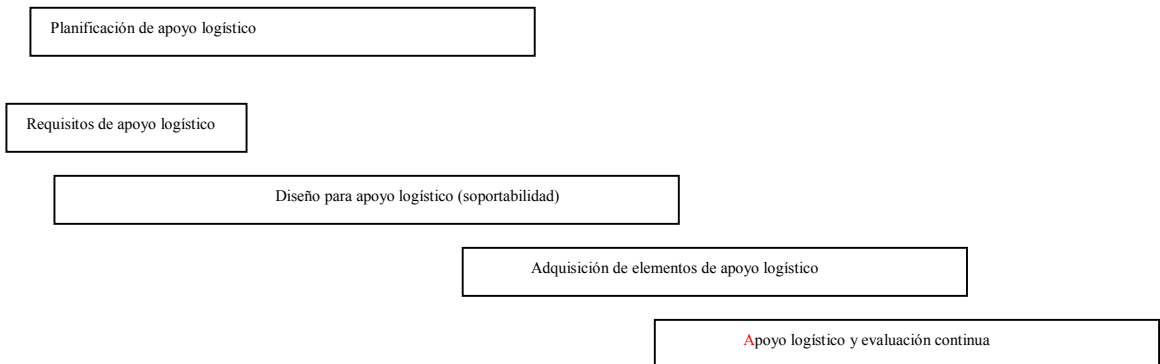 Planificación de apoyo logístico
Requisitos de apoyo logístico
Diseño para apoyo logístico (soportabilidad)
Adquisición de elementos de apoyo logístico
Apoyo logístico y evaluación continua